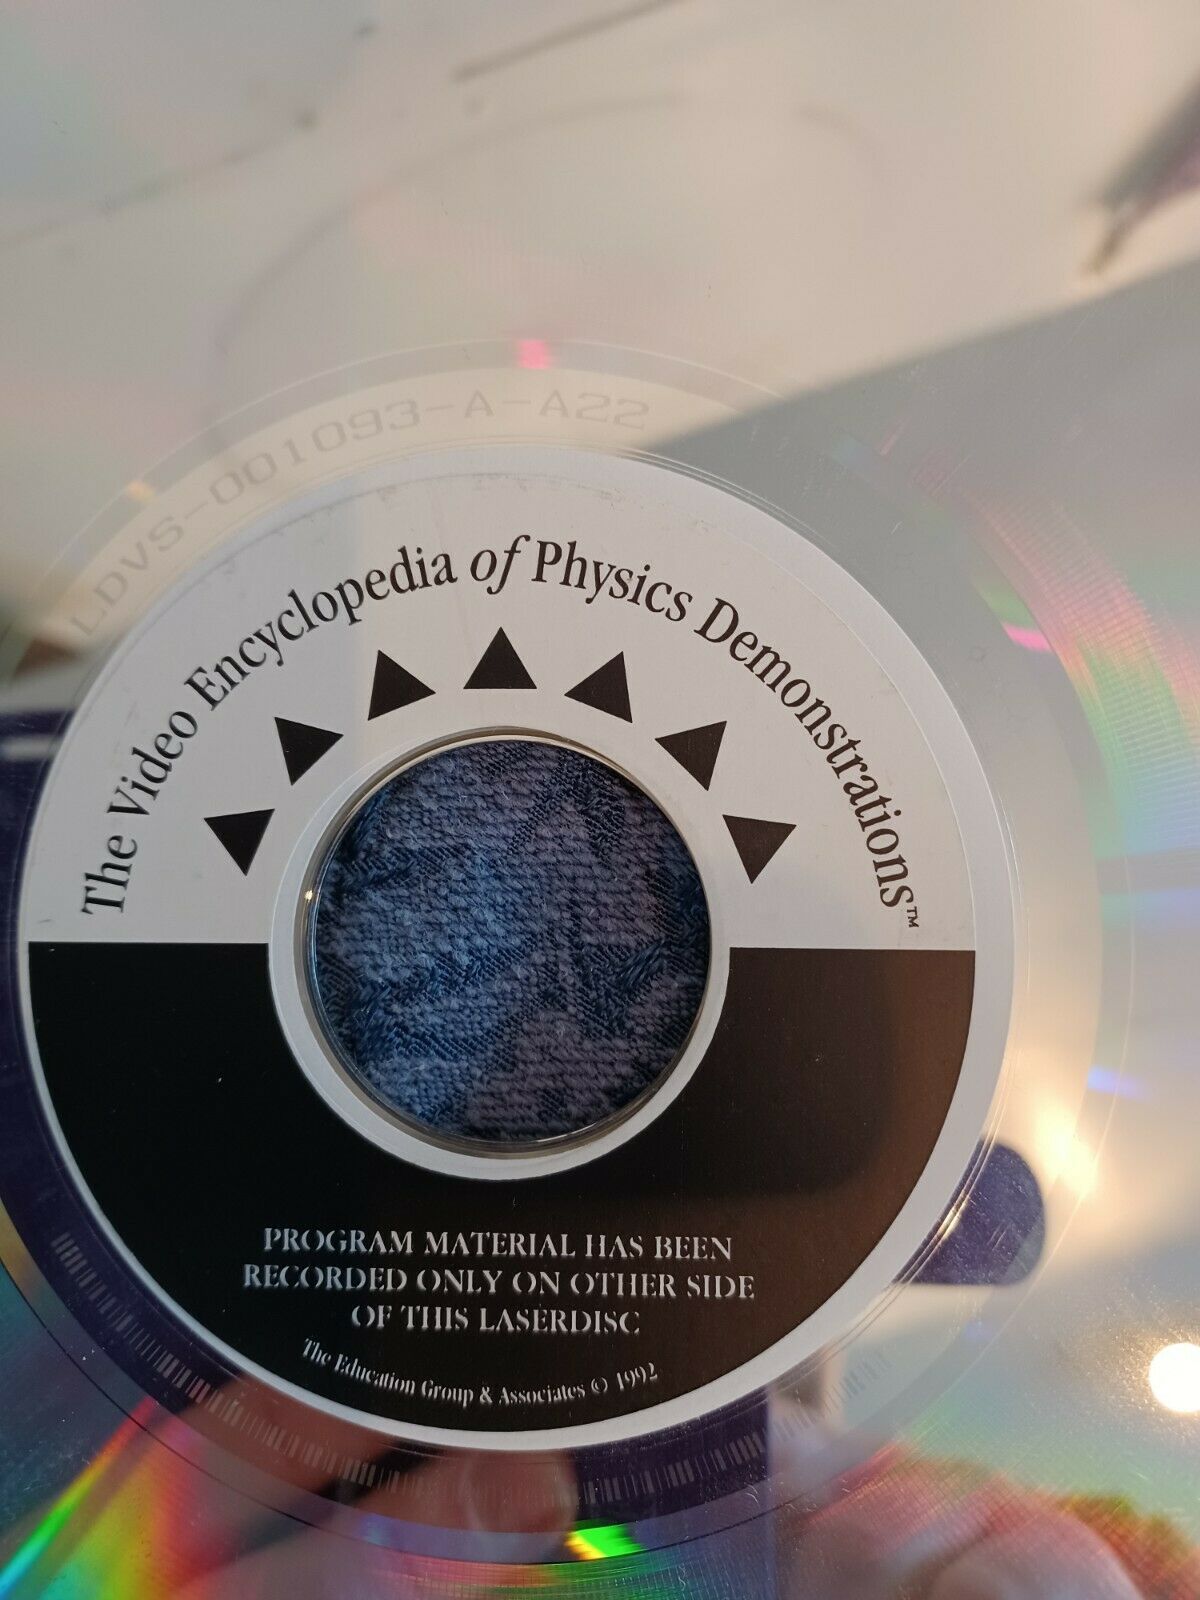 LDVS-001093-A-A22
The Video Encyclopedia of Physics Demonstrations™
PROGRAM MATERIAL HAS BEEN
RECORDED ONLY ON OTHER SIDE
OF THIS LASERDISC
The Education Group & Associates © 1992